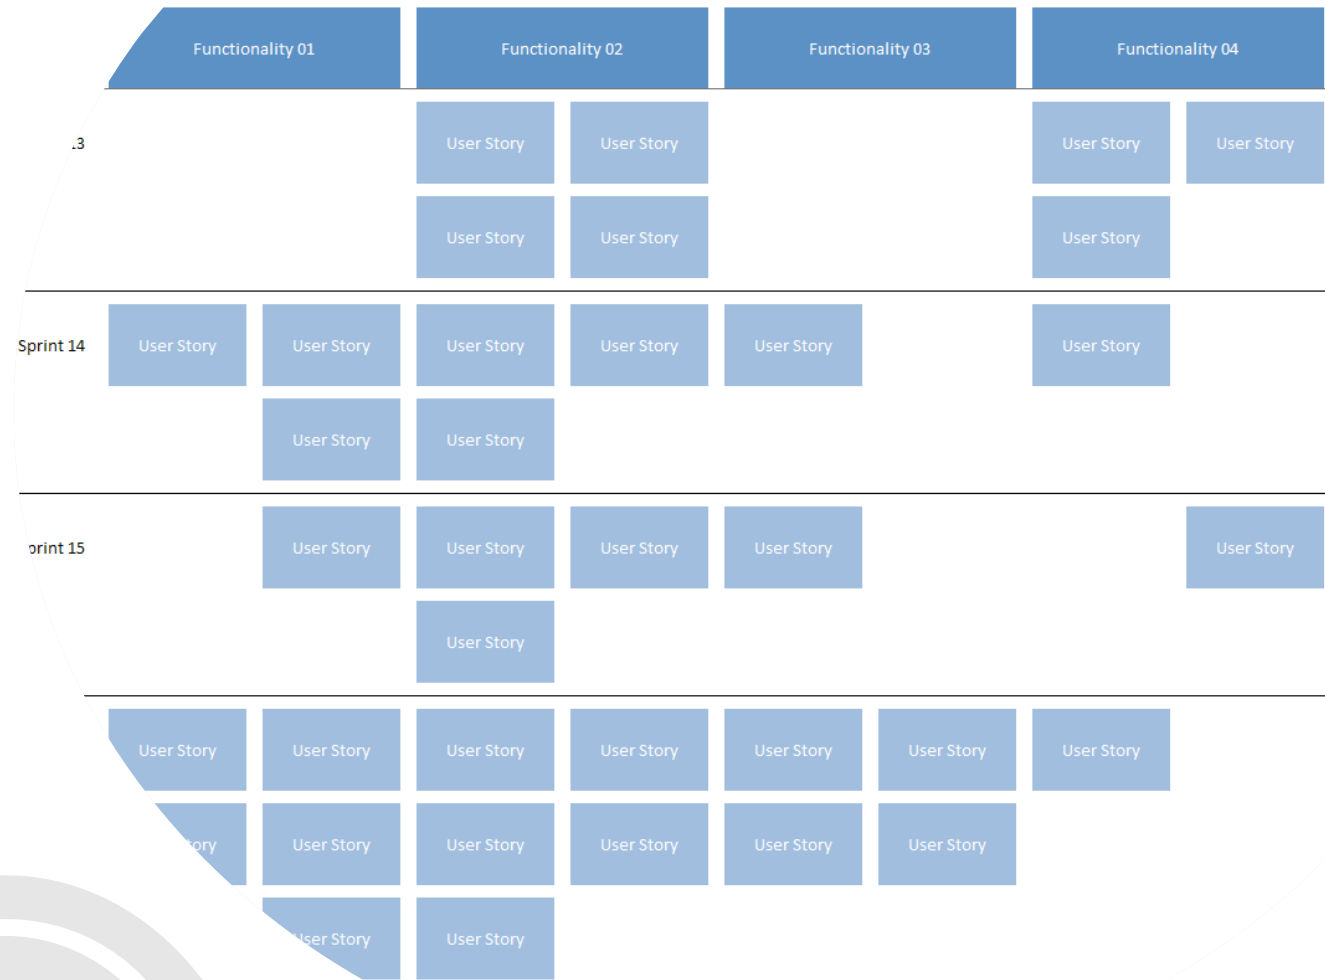 Functionality 01 Functionality 02 Functionality 03 Functionality 04
13 User Story User Story User Story User Story
User Story User Story User Story
Sprint 14 User Story User Story User Story User Story User Story User Story
User Story User Story
print 15 User Story User Story User Story User Story User Story
User Story
User Story User Story User Story User Story User Story User Story User Story
Story User Story User Story User Story User Story User Story
User Story User Story